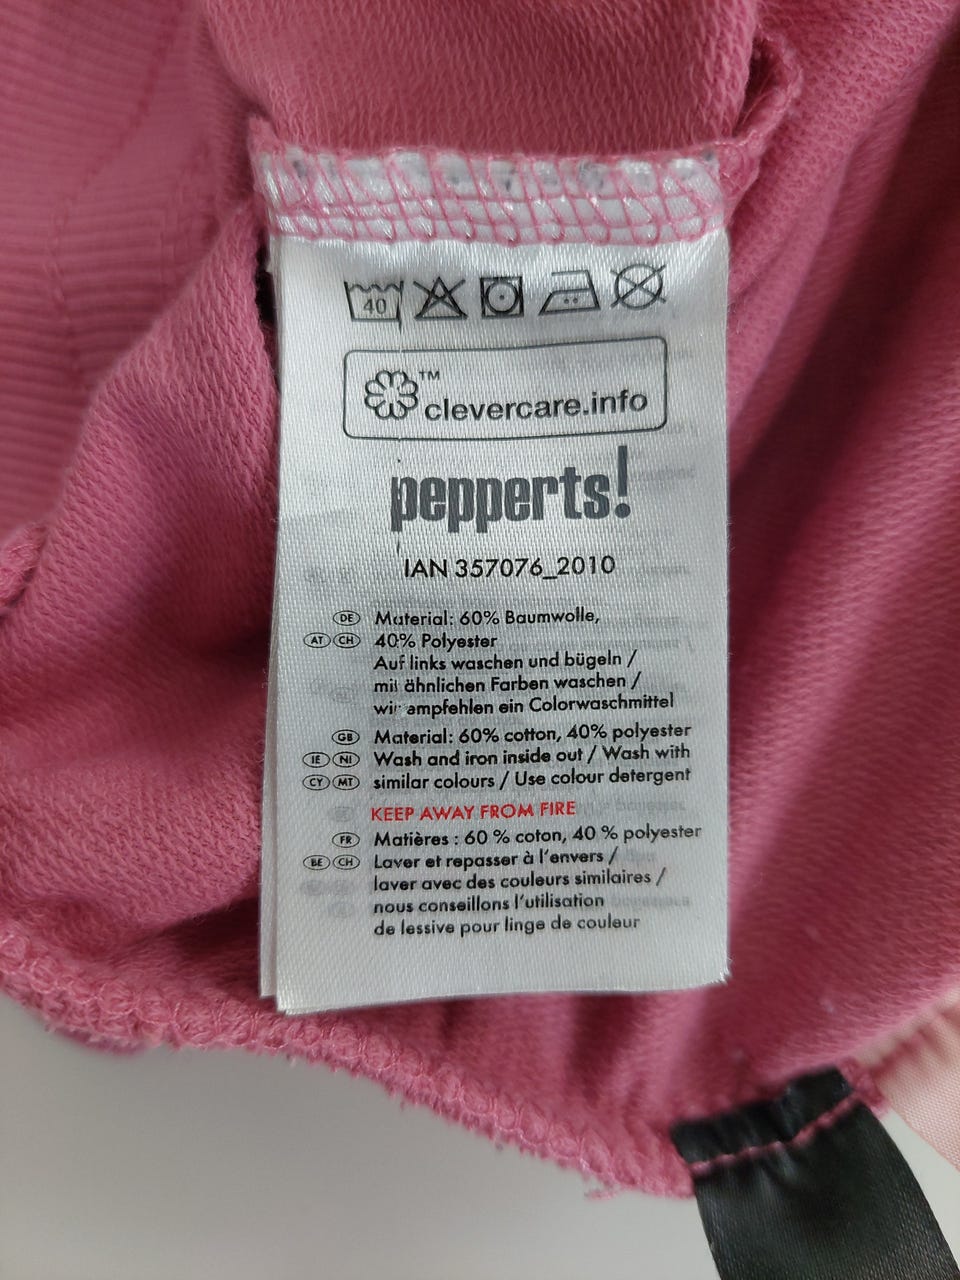 40
™
clevercare.info
pepperts!
IAN 357076_2010
DE Material: 60% Baumwolle,
AT CH 40% Polyester
Auf links waschen und bügeln /
mit ähnlichen Farben waschen /
wir empfehlen ein Colorwaschmittel
GB Material: 60% cotton, 40% polyester
IE NI Wash and iron inside out / Wash with
CY MT similar colours / Use colour detergent
KEEP AWAY FROM FIRE
FR Matières : 60 % coton, 40 % polyester
BE CH Laver et repasser à l'envers /
laver avec des couleurs similaires /
nous conseillons l'utilisation
de lessive pour linge de couleur